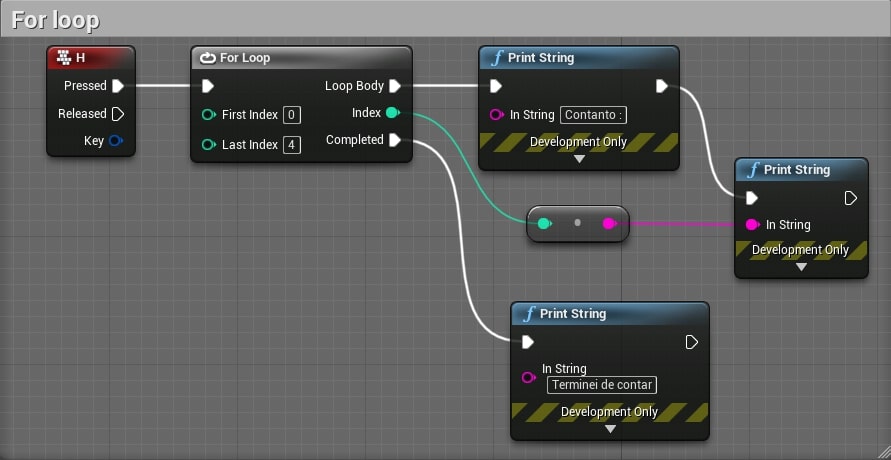 For loop
H
Pressed
Released
Key
For Loop
Loop Body
First Index 0
Index
Last Index 4
Completed
Print String
In String Contanto :
Development Only
Print String
In String
Development Only
Print String
In String
Terminei de contar
Development Only